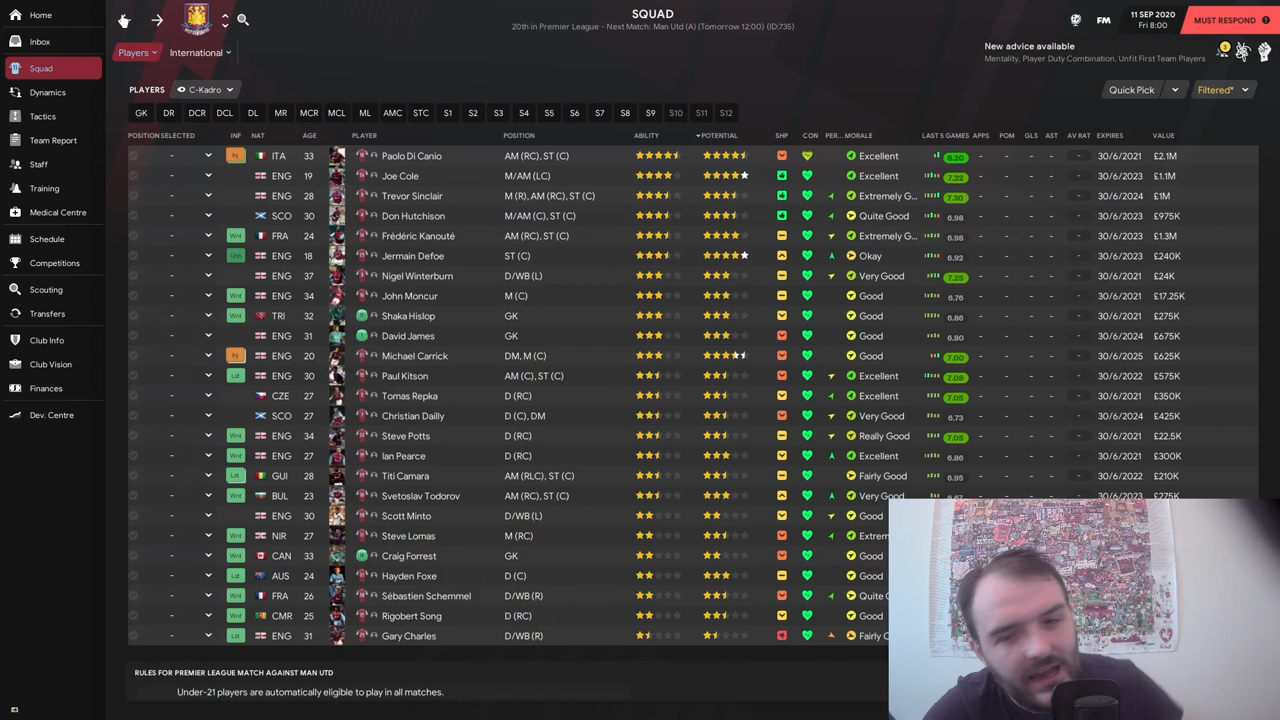 Home
Inbox
Squad
Dynamics
Tactics
Team Report
Staff
Training
Medical Centre
Schedule
Competitions
Scouting
Transfers
Club Info
Club Vision
Finances
Dev. Centre
SQUAD
20th in Premier League - Next Match: Man Utd (A) (Tomorrow 12:00) (ID:735)
FM
11 SEP 2020
Fri 8:00
MUST RESPOND
Players
International
New advice available
3
Mentality, Player Duty Combination, Unfit First Team Players
PLAYERS
C-Kadro
Quick Pick
Filtered*
GK DR DCR DCL DL MR MCR MCL ML AMC STC S1 S2 S3 S4 S5 S6 S7 S8 S9 S10 S11 S12
POSITION SELECTED INF NAT AGE PLAYER POSITION ABILITY POTENTIAL SHP CON PER... MORALE LAST 5 GAMES APPS POM GLS AST AV RAT EXPIRES VALUE
- Inj ITA 33 Paolo Di Canio AM (RC), ST (C) Excellent 8.20 - - - - - 30/6/2021 £2.1M
- ENG 19 Joe Cole M/AM (LC) Excellent 7.22 - - - - - 30/6/2023 £1.1M
- ENG 28 Trevor Sinclair M (R), AM (RC), ST (C) Extremely G... 7.30 - - - - - 30/6/2024 £1M
- SCO 30 Don Hutchison M/AM (C), ST (C) Quite Good 6.98 - - - - - 30/6/2023 £975K
- Wnt FRA 24 Frédéric Kanouté AM (RC), ST (C) Extremely G... 6.98 - - - - - 30/6/2023 £1.3M
- Unh ENG 18 Jermain Defoe ST (C) Okay 6.92 - - - - - 30/6/2023 £240K
- ENG 37 Nigel Winterburn D/WB (L) Very Good 7.25 - - - - - 30/6/2021 £24K
- Wnt ENG 34 John Moncur M (C) Good 6.76 - - - - - 30/6/2021 £17.25K
- Wnt TRI 32 Shaka Hislop GK Good 6.86 - - - - - 30/6/2021 £275K
- ENG 31 David James GK Good 6.80 - - - - - 30/6/2023 £675K
- Inj ENG 20 Michael Carrick DM, M (C) Good 7.00 - - - - - 30/6/2025 £625K
- Lst ENG 30 Paul Kitson AM (C), ST (C) Excellent 7.08 - - - - - 30/6/2022 £575K
- CZE 27 Tomas Repka D (RC) Excellent 7.05 - - - - - 30/6/2021 £350K
- SCO 27 Christian Dailly D (C), DM Very Good 6.73 - - - - - 30/6/2024 £425K
- Wnt ENG 34 Steve Potts D (RC) Really Good 7.05 - - - - - 30/6/2021 £22.5K
- Wnt ENG 27 Ian Pearce D (RC) Excellent 6.86 - - - - - 30/6/2021 £300K
- Lst GUI 28 Titi Camara AM (RLC), ST (C) Fairly Good 6.95 - - - - - 30/6/2022 £210K
- Wnt BUL 23 Svetoslav Todorov AM (RC), ST (C) Very Good - - - - - 30/6/2023 £275K
- Wnt ENG 30 Scott Minto D/WB (L) Good
- Wnt NIR 27 Steve Lomas M (RC) Extrem
- Wnt CAN 33 Craig Forrest GK Good
- Lst AUS 24 Hayden Foxe D (C) Good
- Wnt FRA 26 Sébastien Schemmel D/WB (R) Quite
- Wnt CMR 25 Rigobert Song D (RC) Good
- Lst ENG 31 Gary Charles D/WB (R) Fairly
RULES FOR PREMIER LEAGUE MATCH AGAINST MAN UTD
Under-21 players are automatically eligible to play in all matches.